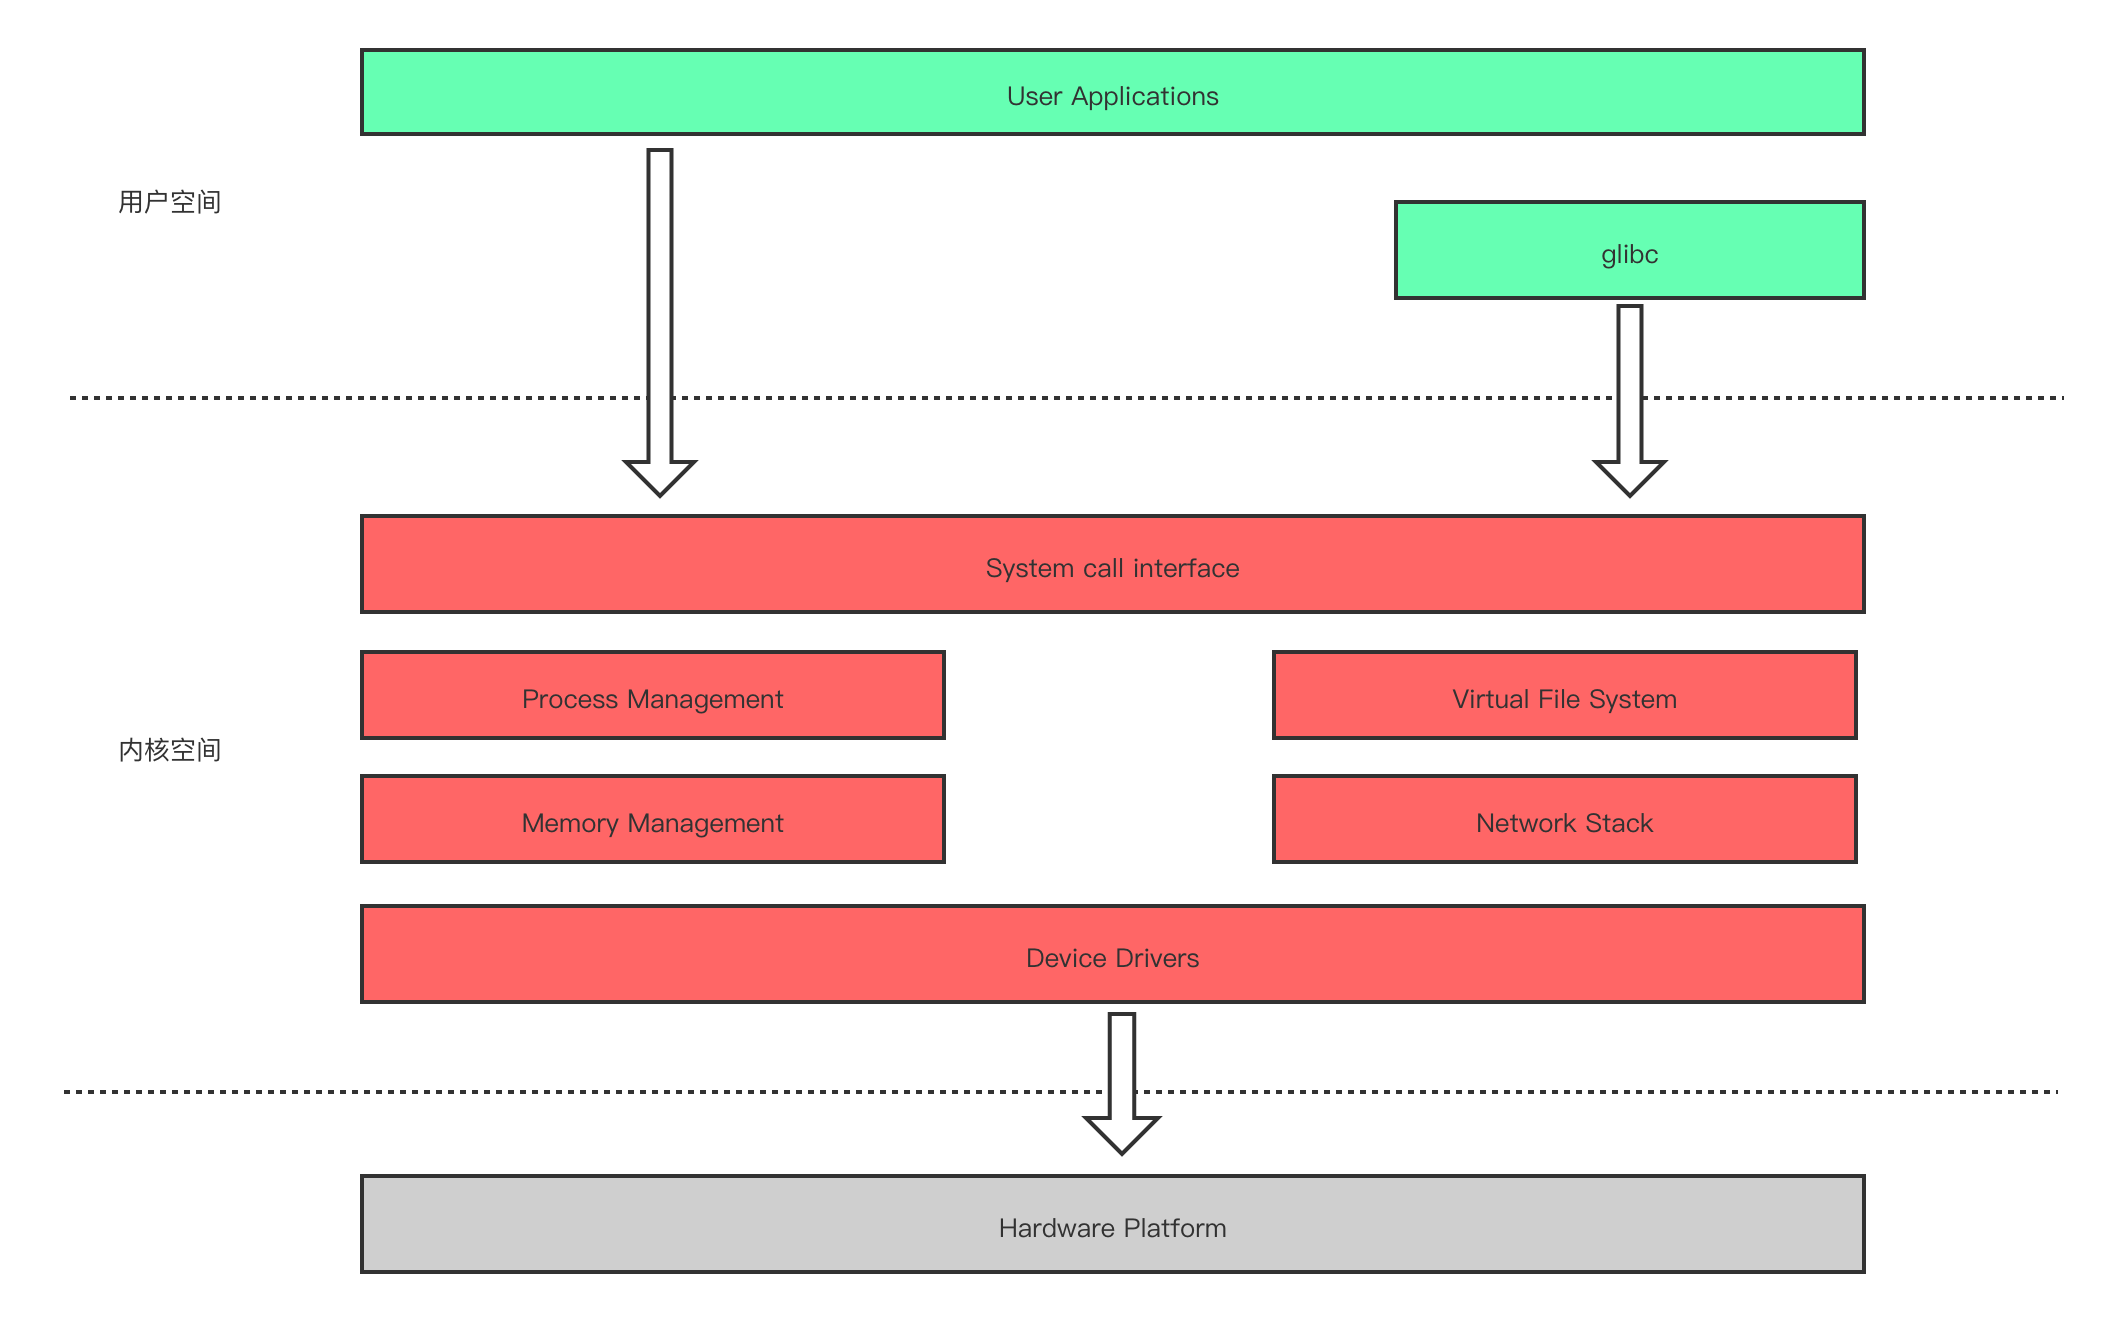 User Applications
用户空间
glibc
System call interface
Process Management
Virtual File System
内核空间
Memory Management
Network Stack
Device Drivers
Hardware Platform